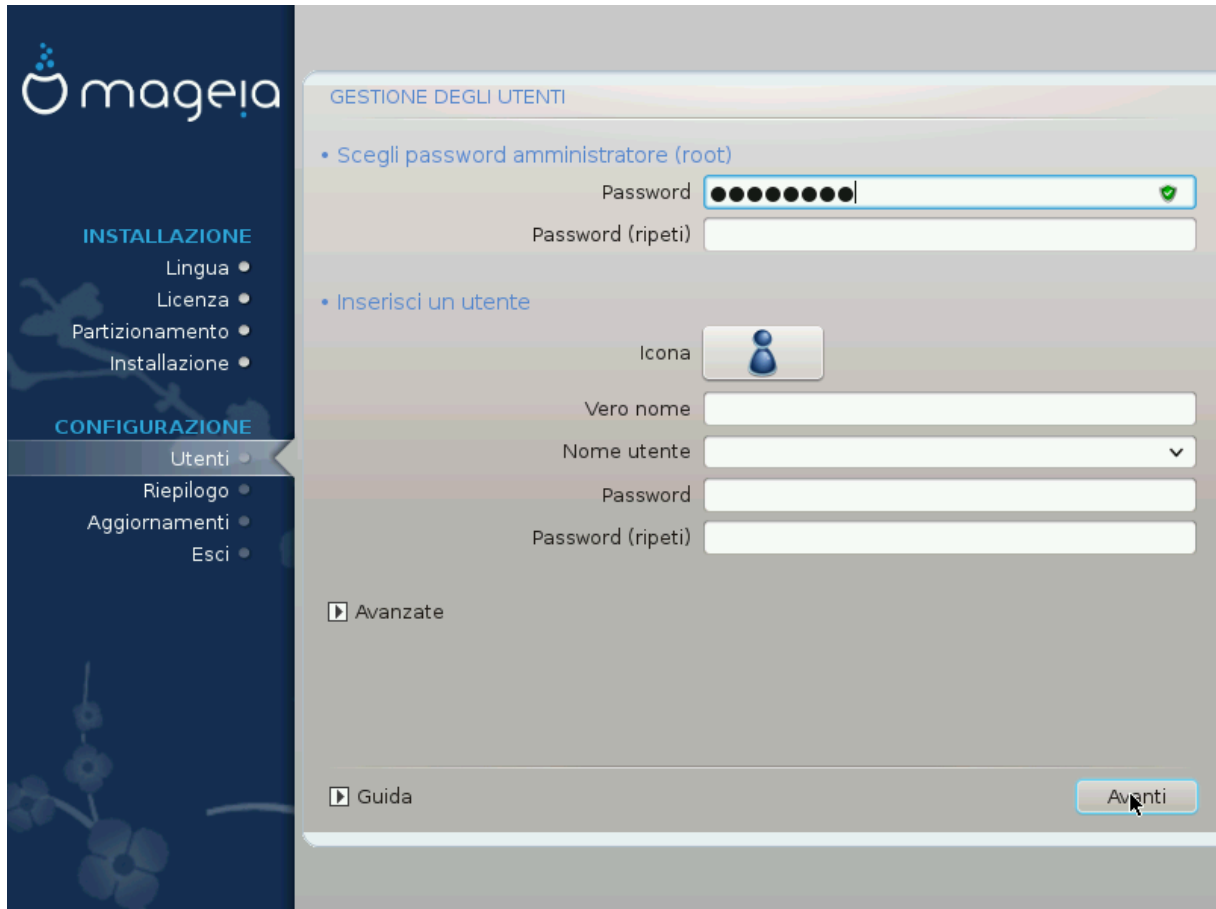 mageia
INSTALLAZIONE
Lingua
Licenza
Partizionamento
Installazione
CONFIGURAZIONE
Utenti
Riepilogo
Aggiornamenti
Esci
GESTIONE DEGLI UTENTI
• Scegli password amministratore (root)
Password ●●●●●●●●
Password (ripeti)
• Inserisci un utente
Icona
Vero nome
Nome utente
Password
Password (ripeti)
Avanzate
Guida
Avanti